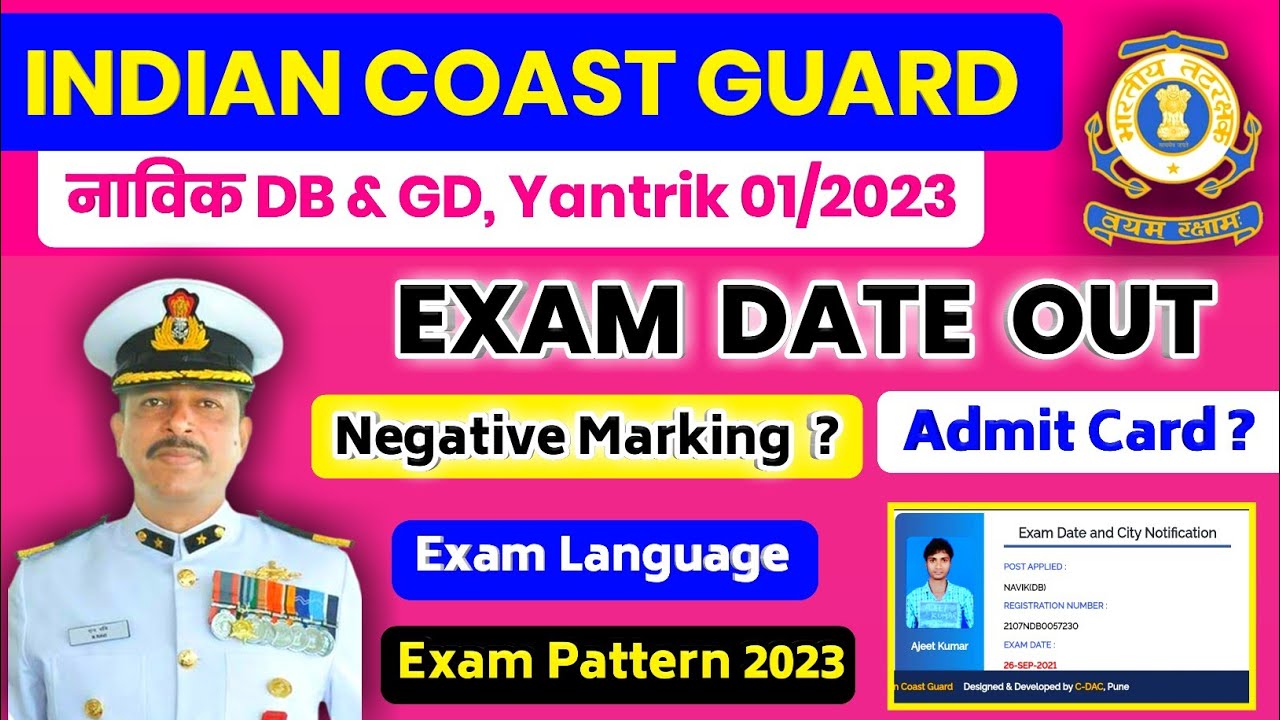 INDIAN COAST GUARD
भारतीय तटरक्षक
वयम रक्षामः
नाविक DB & GD, Yantrik 01/2023
EXAM DATE OUT
Negative Marking ?
Admit Card ?
Exam Language
Exam Pattern 2023
Exam Date and City Notification
POST APPLIED :
NAVIK(DB)
REGISTRATION NUMBER :
2107NDB0057230
EXAM DATE :
26-SEP-2021
Ajeet Kumar
n Coast Guard Designed & Developed by C-DAC, Pune